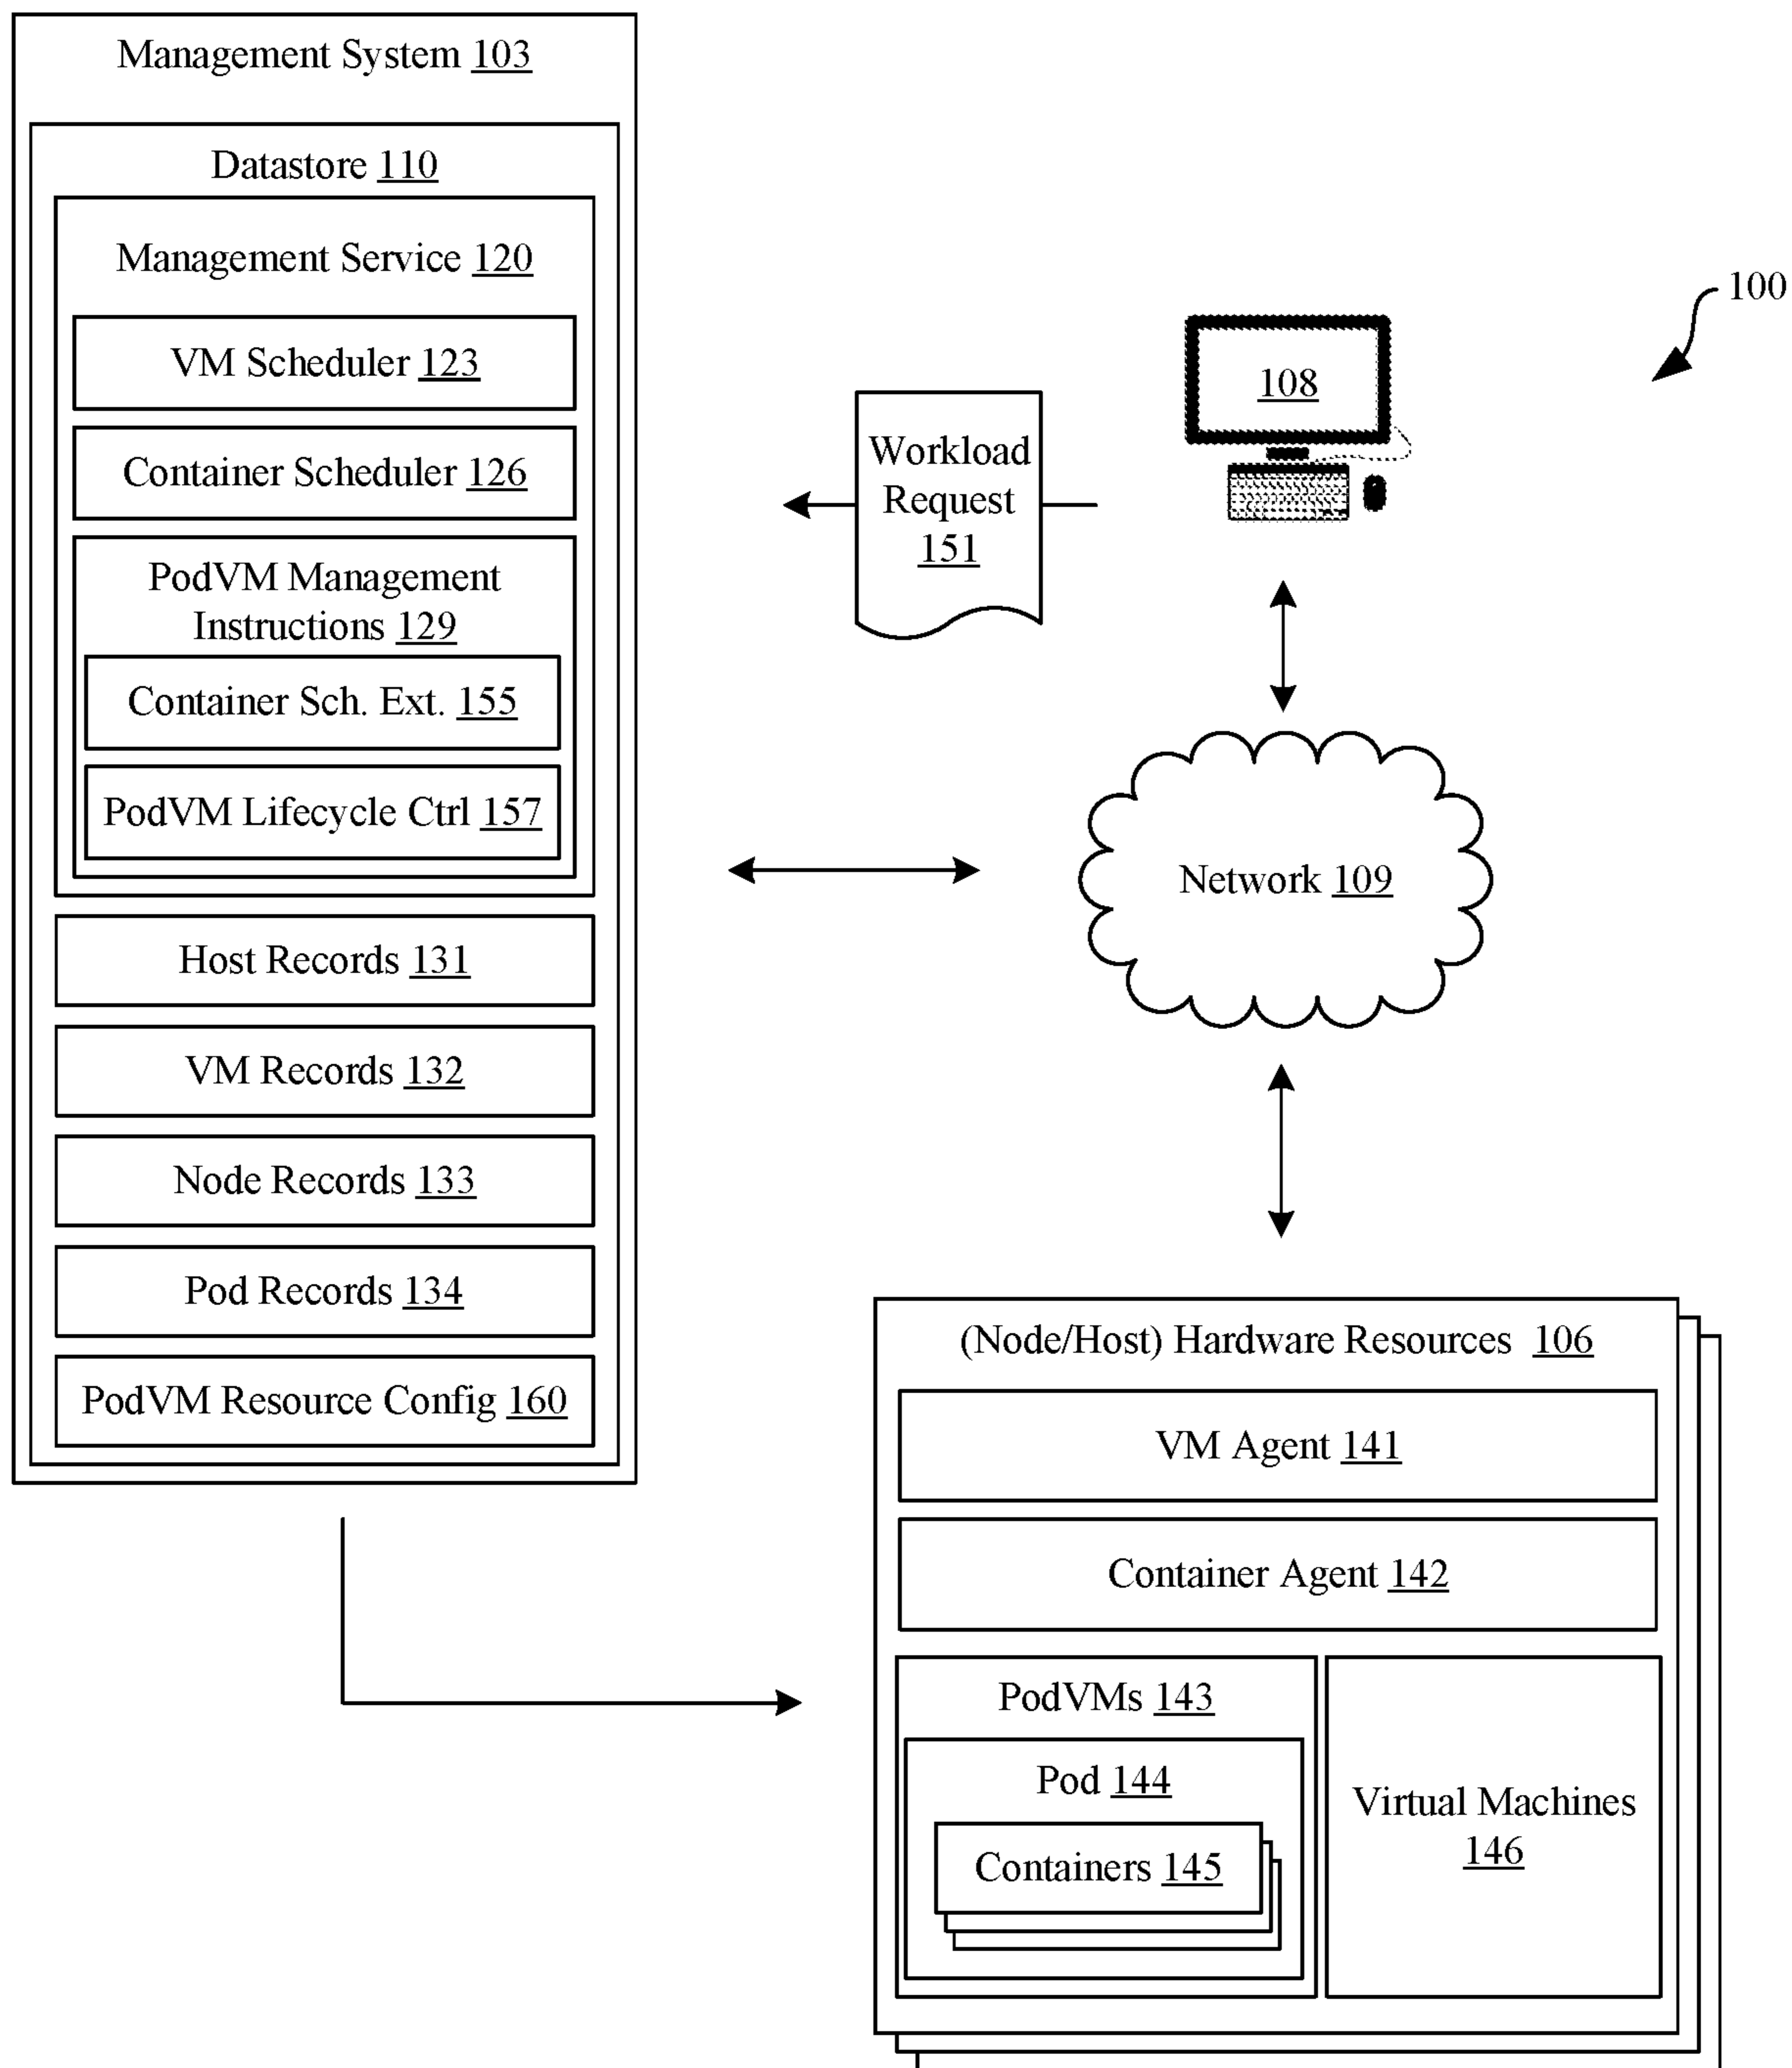 Management System 103
Datastore 110
Management Service 120
VM Scheduler 123
Container Scheduler 126
PodVM Management
Instructions 129
Container Sch. Ext. 155
PodVM Lifecycle Ctrl 157
Host Records 131
VM Records 132
Node Records 133
Pod Records 134
PodVM Resource Config 160
Workload
Request
151
108
100
Network 109
(Node/Host) Hardware Resources 106
VM Agent 141
Container Agent 142
PodVMs 143
Pod 144
Containers 145
Virtual Machines
146